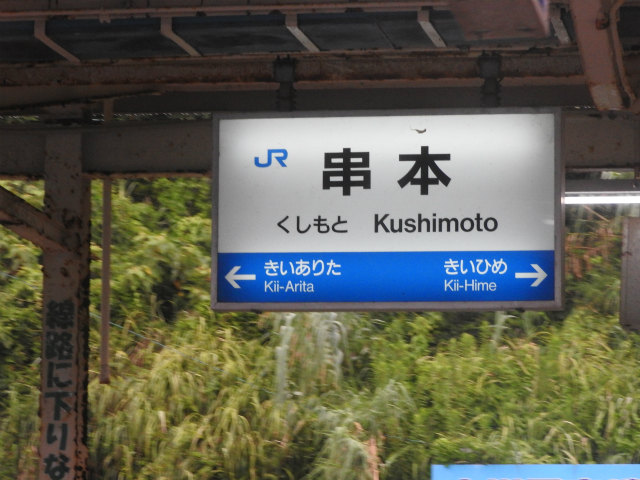 JR
串本
くしもと Kushimoto
← きいありた
Kii-Arita
きいひめ →
Kii-Hime
線路に下りな